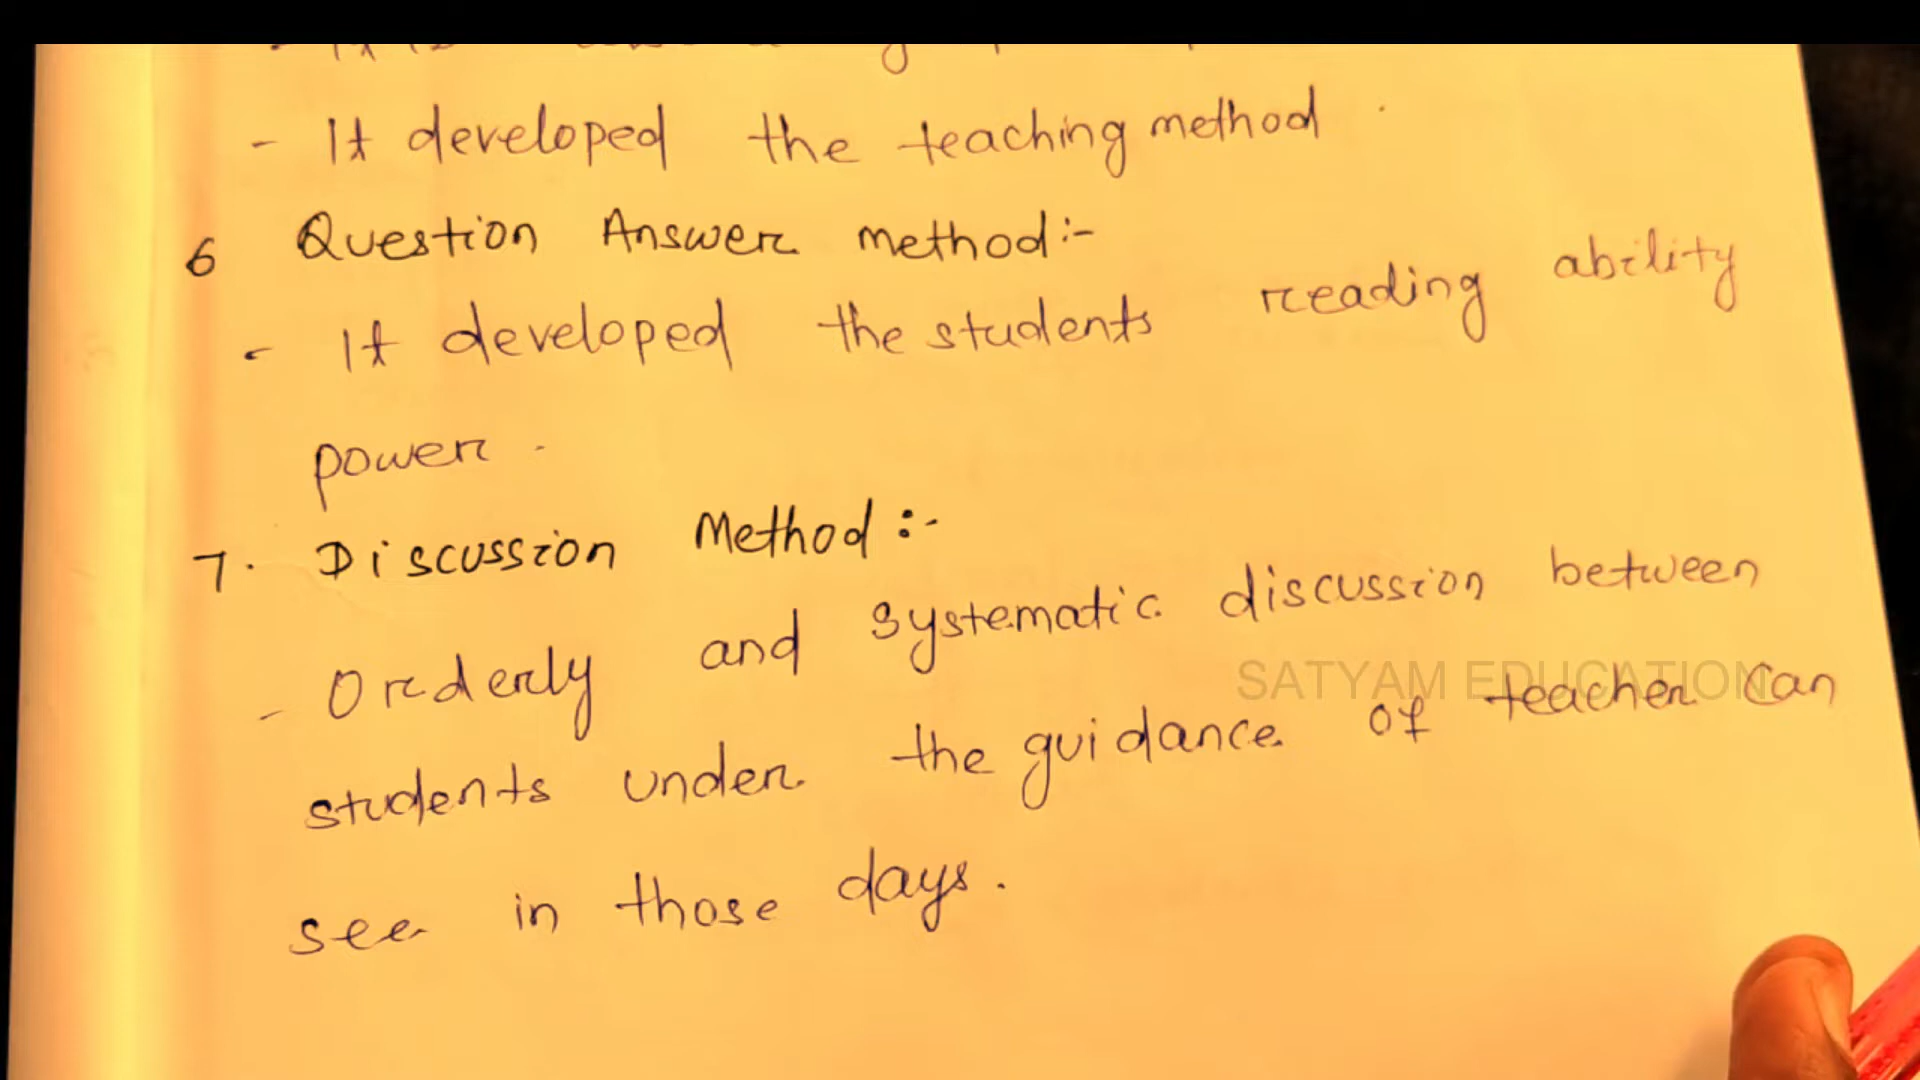 - It developed the teaching method.
6 Question Answer method:-
- It developed the students reading ability
power.
7. Discussion Method:-
- Orderly and systematic discussion between
SATYAM EDUCATION
students under the guidance of teacher can
see in those days.